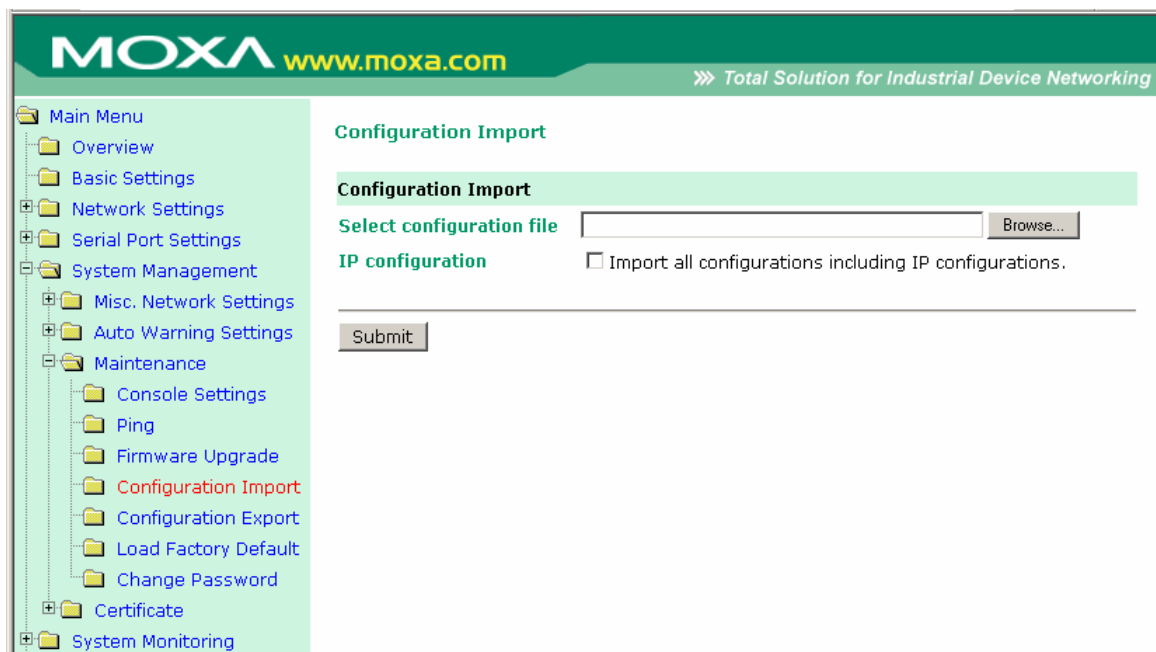 MOXA www.moxa.com
Total Solution for Industrial Device Networking
Main Menu
Overview
Basic Settings
Network Settings
Serial Port Settings
System Management
Misc. Network Settings
Auto Warning Settings
Maintenance
Console Settings
Ping
Firmware Upgrade
Configuration Import
Configuration Export
Load Factory Default
Change Password
Certificate
System Monitoring
Configuration Import
Configuration Import
Select configuration file Browse...
IP configuration Import all configurations including IP configurations.
Submit